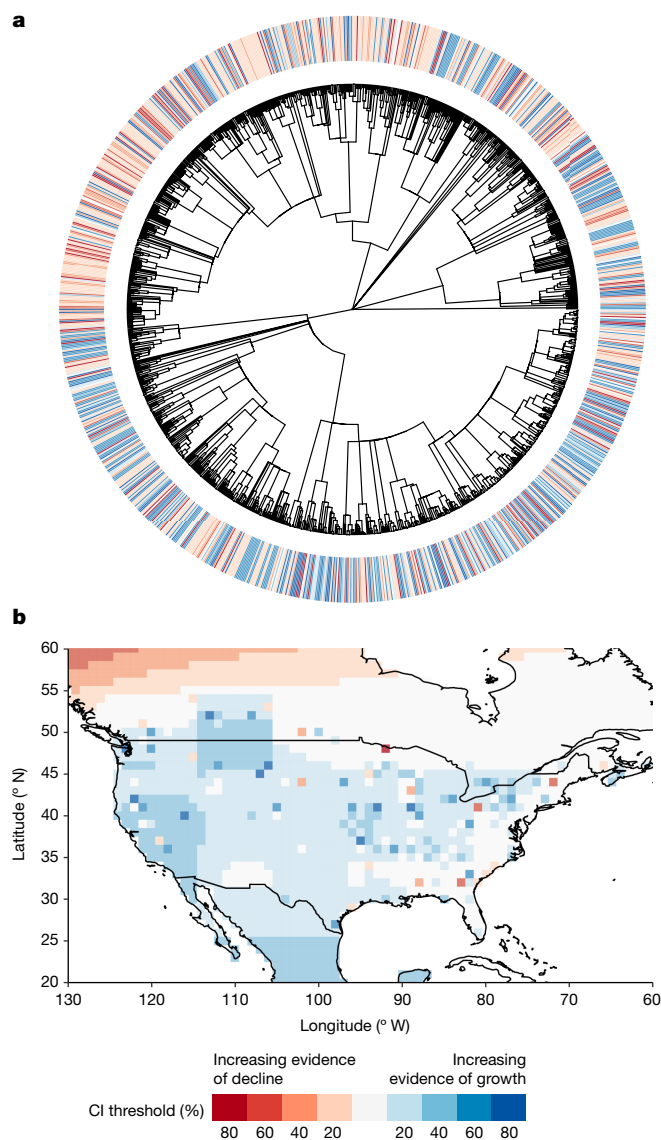 a
b
60
55
50
45
40
35
30
25
20
Latitude (° N)
130 120 110 100 90 80 70 60
Longitude (° W)
Increasing evidence of decline
Increasing evidence of growth
CI threshold (%)
80 60 40 20 20 40 60 80